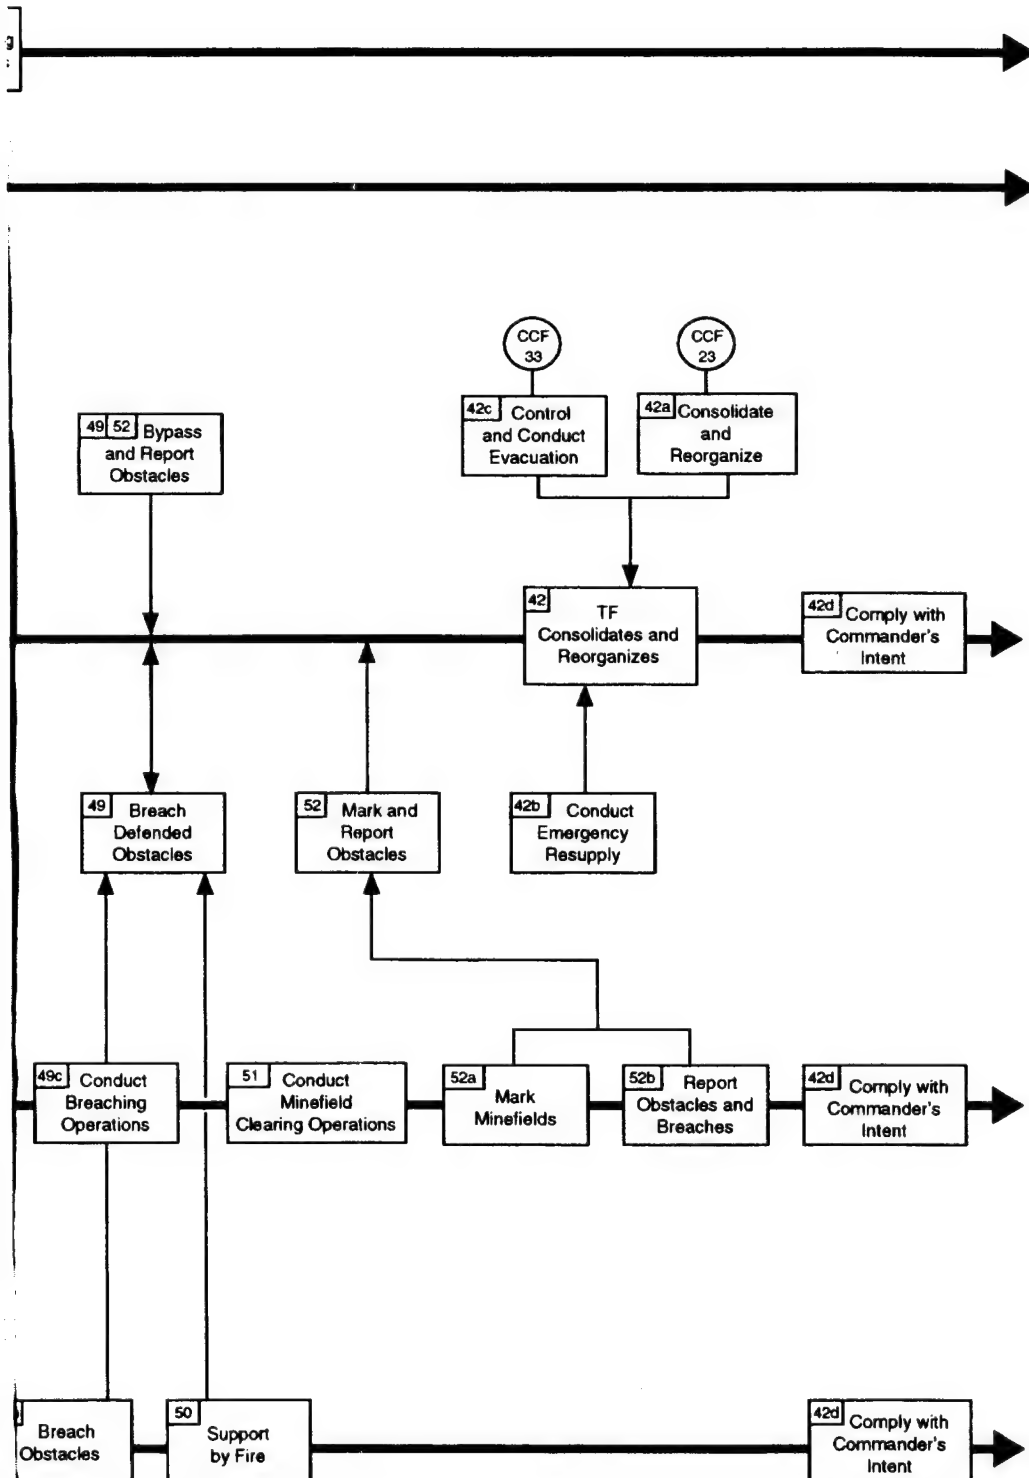 CCF
33
CCF
23
42c Control
and Conduct
Evacuation
42a Consolidate
and
Reorganize
49 52 Bypass
and Report
Obstacles
42
TF
Consolidates and
Reorganizes
42d Comply with
Commander's
Intent
49 Breach
Defended
Obstacles
52 Mark and
Report
Obstacles
42b Conduct
Emergency
Resupply
49c Conduct
Breaching
Operations
51 Conduct
Minefield
Clearing Operations
52a Mark
Minefields
52b Report
Obstacles and
Breaches
42d Comply with
Commander's
Intent
Breach
Obstacles
50
Support
by Fire
42d Comply with
Commander's
Intent